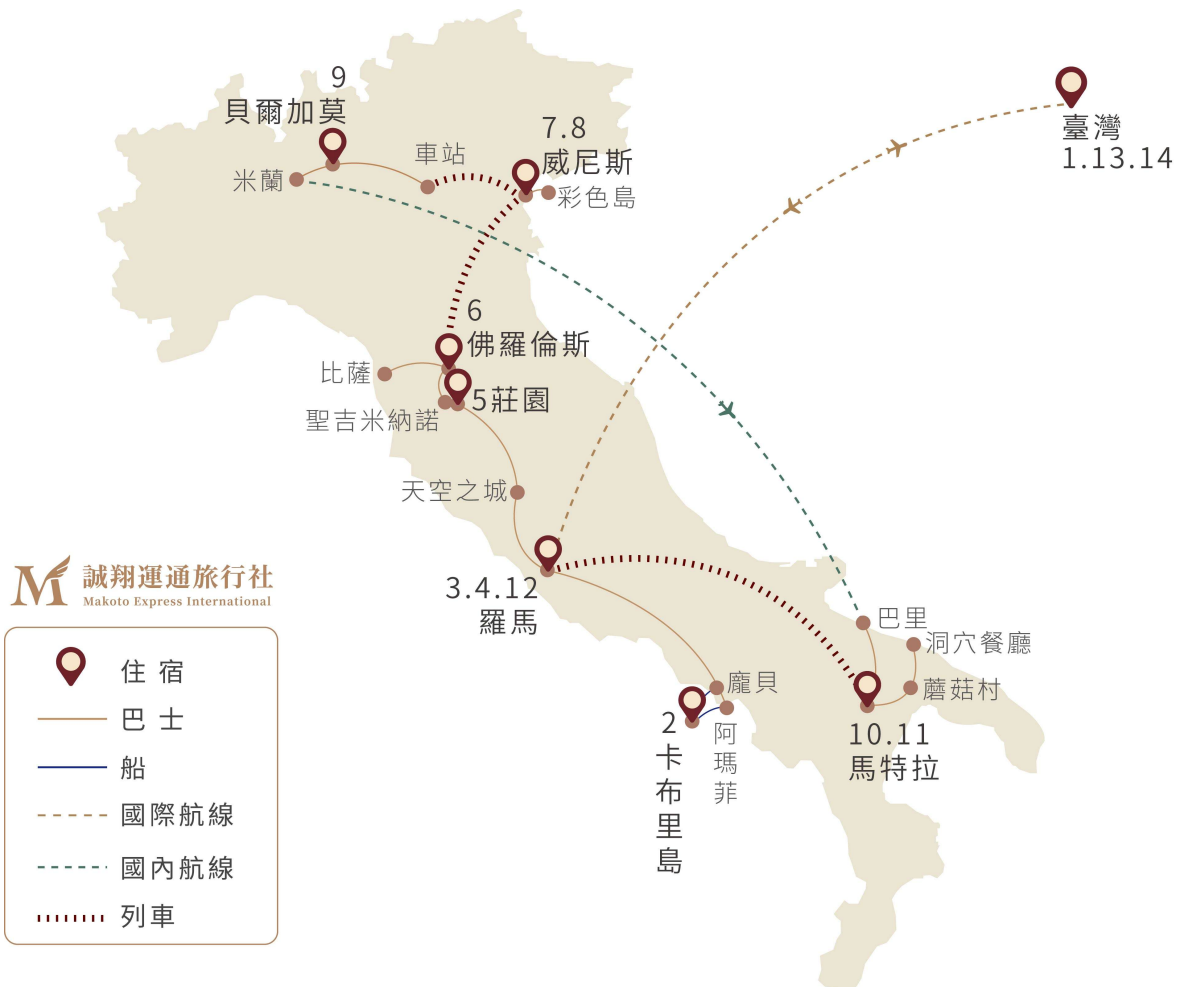 9
貝爾加莫
車站
米蘭
7.8
威尼斯
彩色島
臺灣
1.13.14
6
佛羅倫斯
比薩
5莊園
聖吉米納諾
天空之城
3.4.12
羅馬
巴里
洞穴餐廳
蘑菇村
龐貝
2
卡布里島
阿瑪菲
10.11
馬特拉
誠翔運通旅行社
Makoto Express International
住宿
巴士
船
國際航線
國內航線
列車